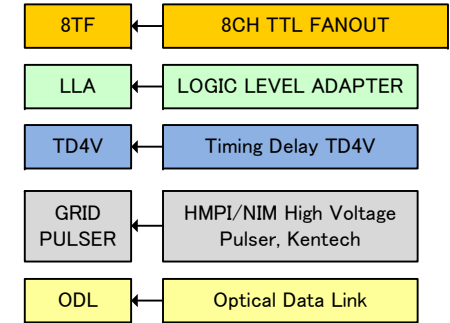 8TF
8CH TTL FANOUT
LLA
LOGIC LEVEL ADAPTER
TD4V
Timing Delay TD4V
GRID
PULSER
HMPI/NIM High Voltage
Pulser, Kentech
ODL
Optical Data Link